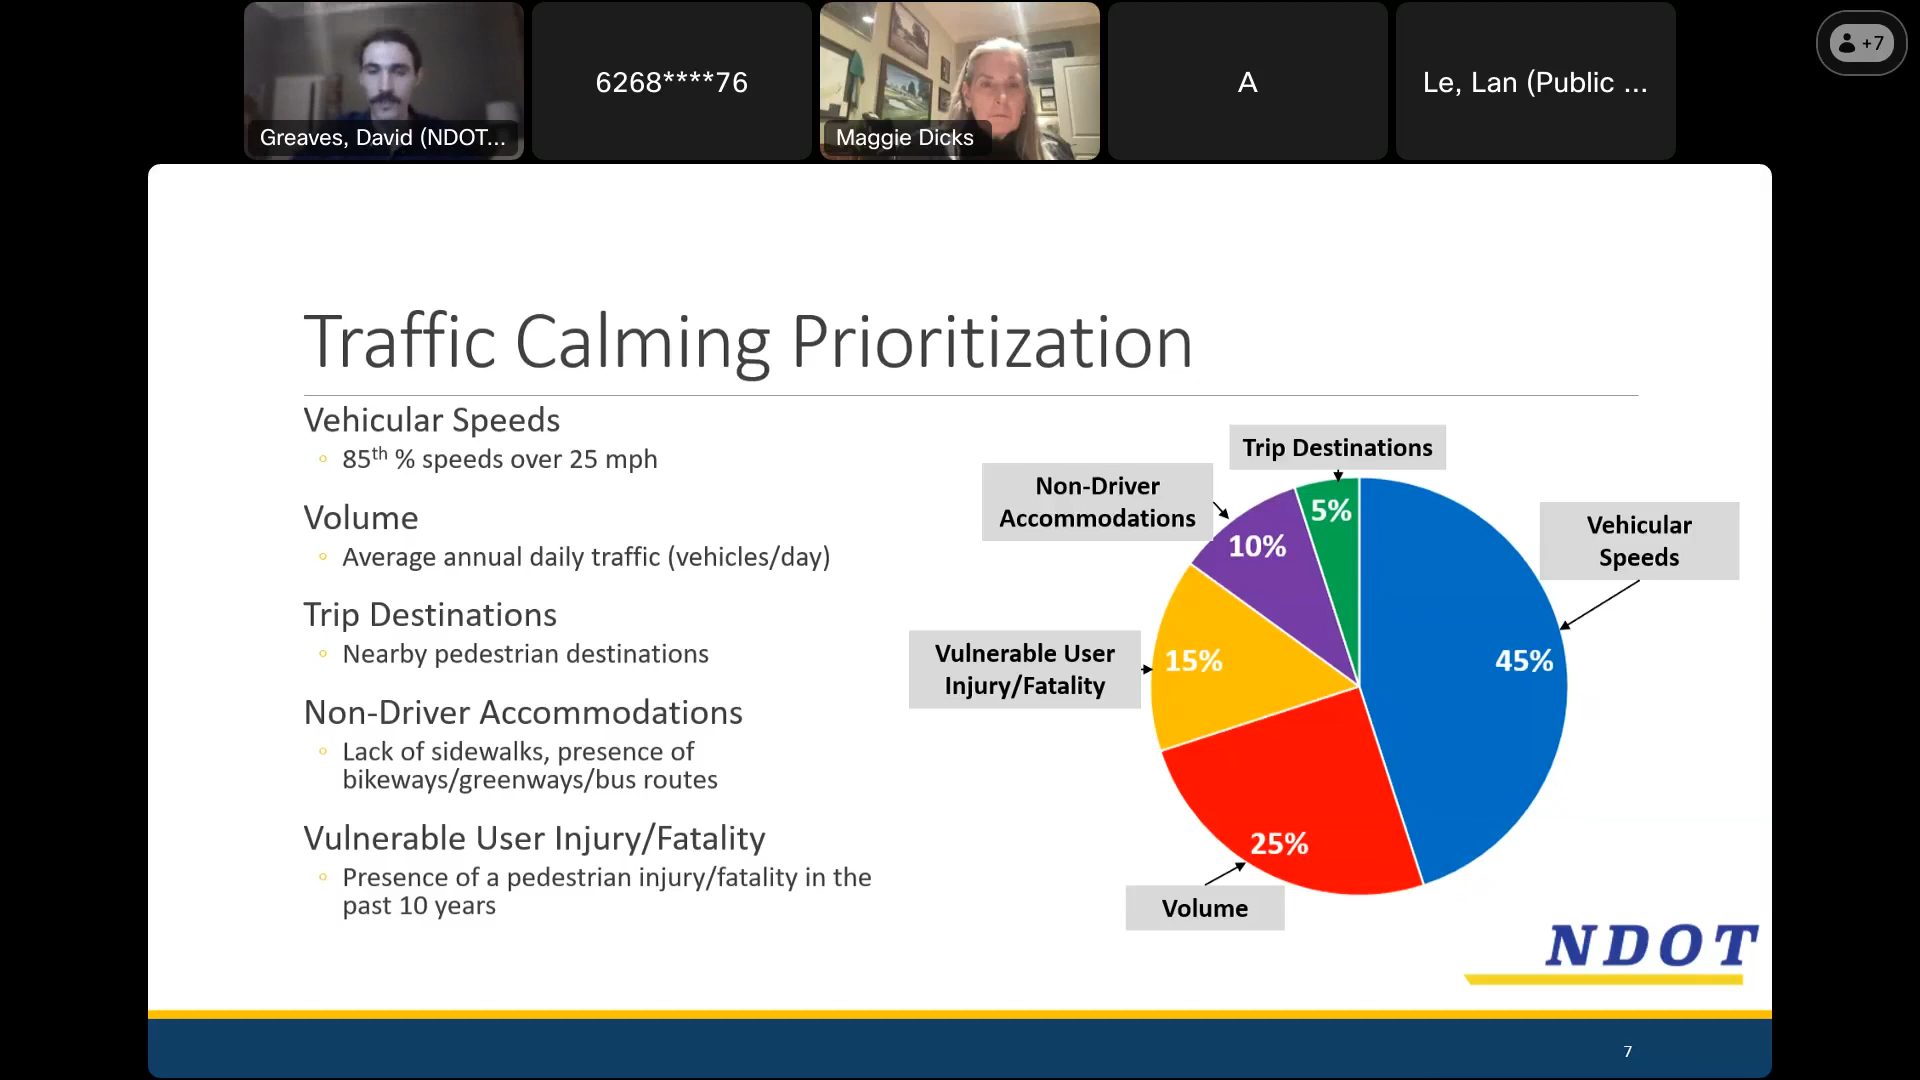 Greaves, David (NDOT...
6268****76
Maggie Dicks
A
Le, Lan (Public ...
+7
Traffic Calming Prioritization
Vehicular Speeds
◦ 85th % speeds over 25 mph
Volume
◦ Average annual daily traffic (vehicles/day)
Trip Destinations
◦ Nearby pedestrian destinations
Non-Driver Accommodations
◦ Lack of sidewalks, presence of
bikeways/greenways/bus routes
Vulnerable User Injury/Fatality
◦ Presence of a pedestrian injury/fatality in the
past 10 years
Trip Destinations
Non-Driver
Accommodations
Vehicular
Speeds
Vulnerable User
Injury/Fatality
Volume
5%
10%
15%
45%
25%
NDOT
7